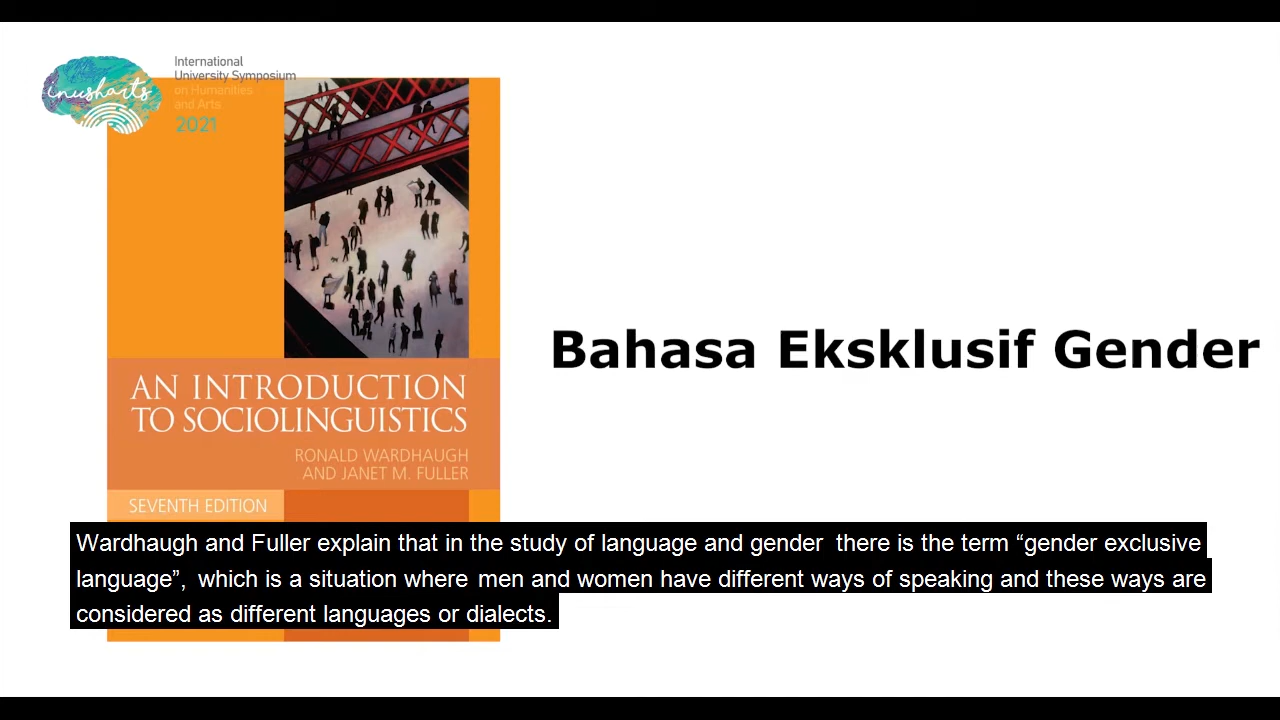 inusharts
International
University Symposium
on Humanities
and Arts
2021
AN INTRODUCTION
TO SOCIOLINGUISTICS
RONALD WARDHAUGH
AND JANET M. FULLER
SEVENTH EDITION
Bahasa Eksklusif Gender
Wardhaugh and Fuller explain that in the study of language and gender there is the term “gender exclusive
language”, which is a situation where men and women have different ways of speaking and these ways are
considered as different languages or dialects.